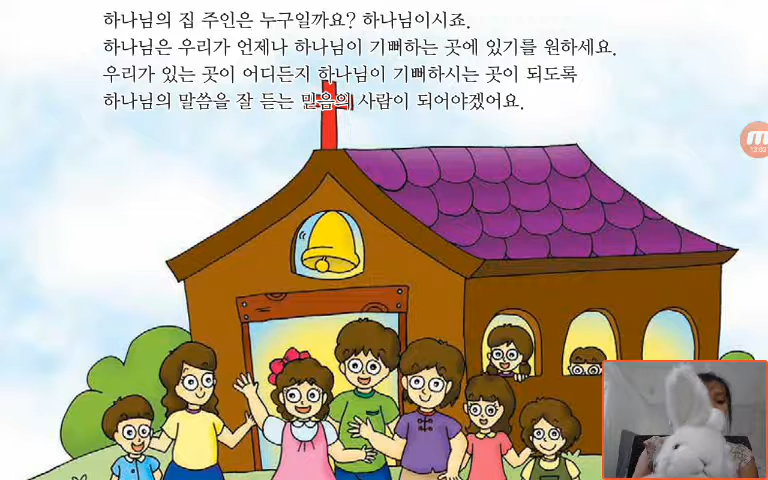 하나님의 집 주인은 누구일까요? 하나님이시죠.
하나님은 우리가 언제나 하나님이 기뻐하는 곳에 있기를 원하세요.
우리가 있는 곳이 어디든지 하나님이 기뻐하시는 곳이 되도록
하나님의 말씀을 잘 듣는 믿음의 사람이 되어야겠어요.